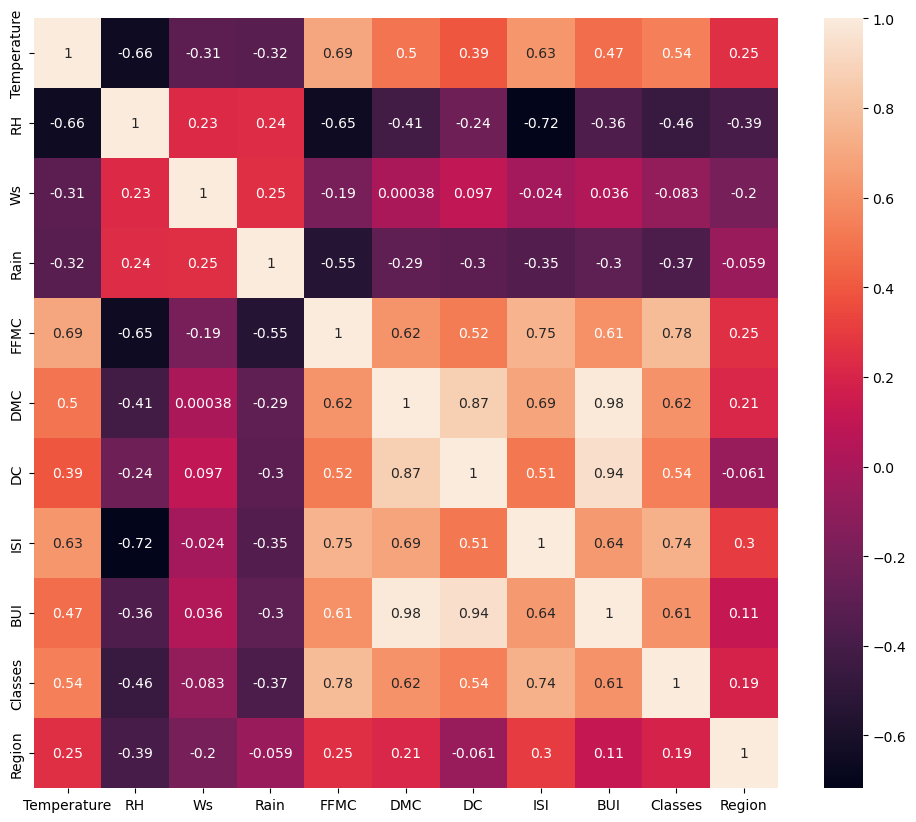 Temperature 1 -0.66 -0.31 -0.32 0.69 0.5 0.39 0.63 0.47 0.54 0.25
RH -0.66 1 0.23 0.24 -0.65 -0.41 -0.24 -0.72 -0.36 -0.46 -0.39
Ws -0.31 0.23 1 0.25 -0.19 0.00038 0.097 -0.024 0.036 -0.083 -0.2
Rain -0.32 0.24 0.25 1 -0.55 -0.29 -0.3 -0.35 -0.3 -0.37 -0.059
FFMC 0.69 -0.65 -0.19 -0.55 1 0.62 0.52 0.75 0.61 0.78 0.25
DMC 0.5 -0.41 0.00038 -0.29 0.62 1 0.87 0.69 0.98 0.62 0.21
DC 0.39 -0.24 0.097 -0.3 0.52 0.87 1 0.51 0.94 0.54 -0.061
ISI 0.63 -0.72 -0.024 -0.35 0.75 0.69 0.51 1 0.64 0.74 0.3
BUI 0.47 -0.36 0.036 -0.3 0.61 0.98 0.94 0.64 1 0.61 0.11
Classes 0.54 -0.46 -0.083 -0.37 0.78 0.62 0.54 0.74 0.61 1 0.19
Region 0.25 -0.39 -0.2 -0.059 0.25 0.21 -0.061 0.3 0.11 0.19 1
Temperature RH Ws Rain FFMC DMC DC ISI BUI Classes Region
1.0
0.8
0.6
0.4
0.2
0.0
−0.2
−0.4
−0.6